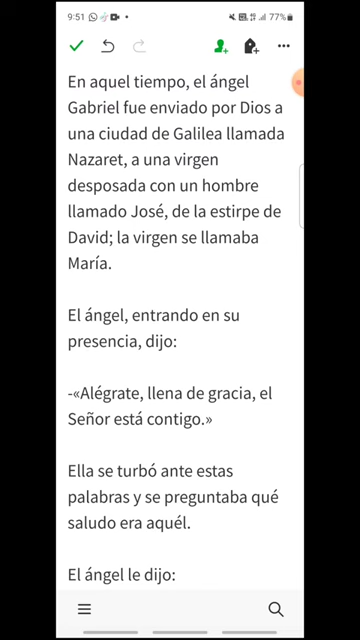 9:51
77%
En aquel tiempo, el ángel
Gabriel fue enviado por Dios a
una ciudad de Galilea llamada
Nazaret, a una virgen
desposada con un hombre
llamado José, de la estirpe de
David; la virgen se llamaba
María.
El ángel, entrando en su
presencia, dijo:
-«Alégrate, llena de gracia, el
Señor está contigo.»
Ella se turbó ante estas
palabras y se preguntaba qué
saludo era aquél.
El ángel le dijo: